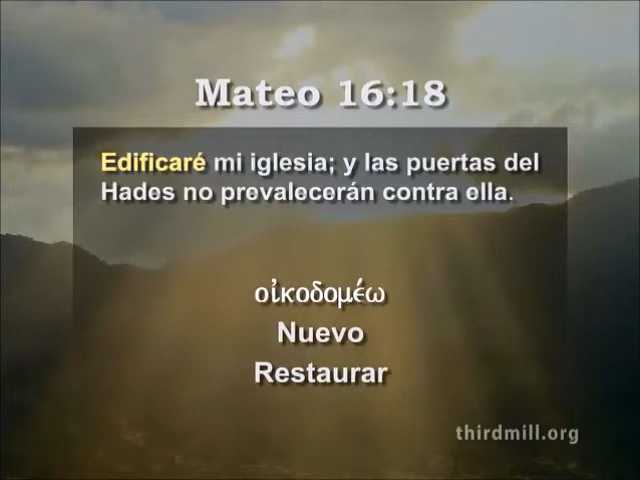 Mateo 16:18
Edificaré mi iglesia; y las puertas del
Hades no prevalecerán contra ella.
οἰκοδομέω
Nuevo
Restaurar
thirdmill.org